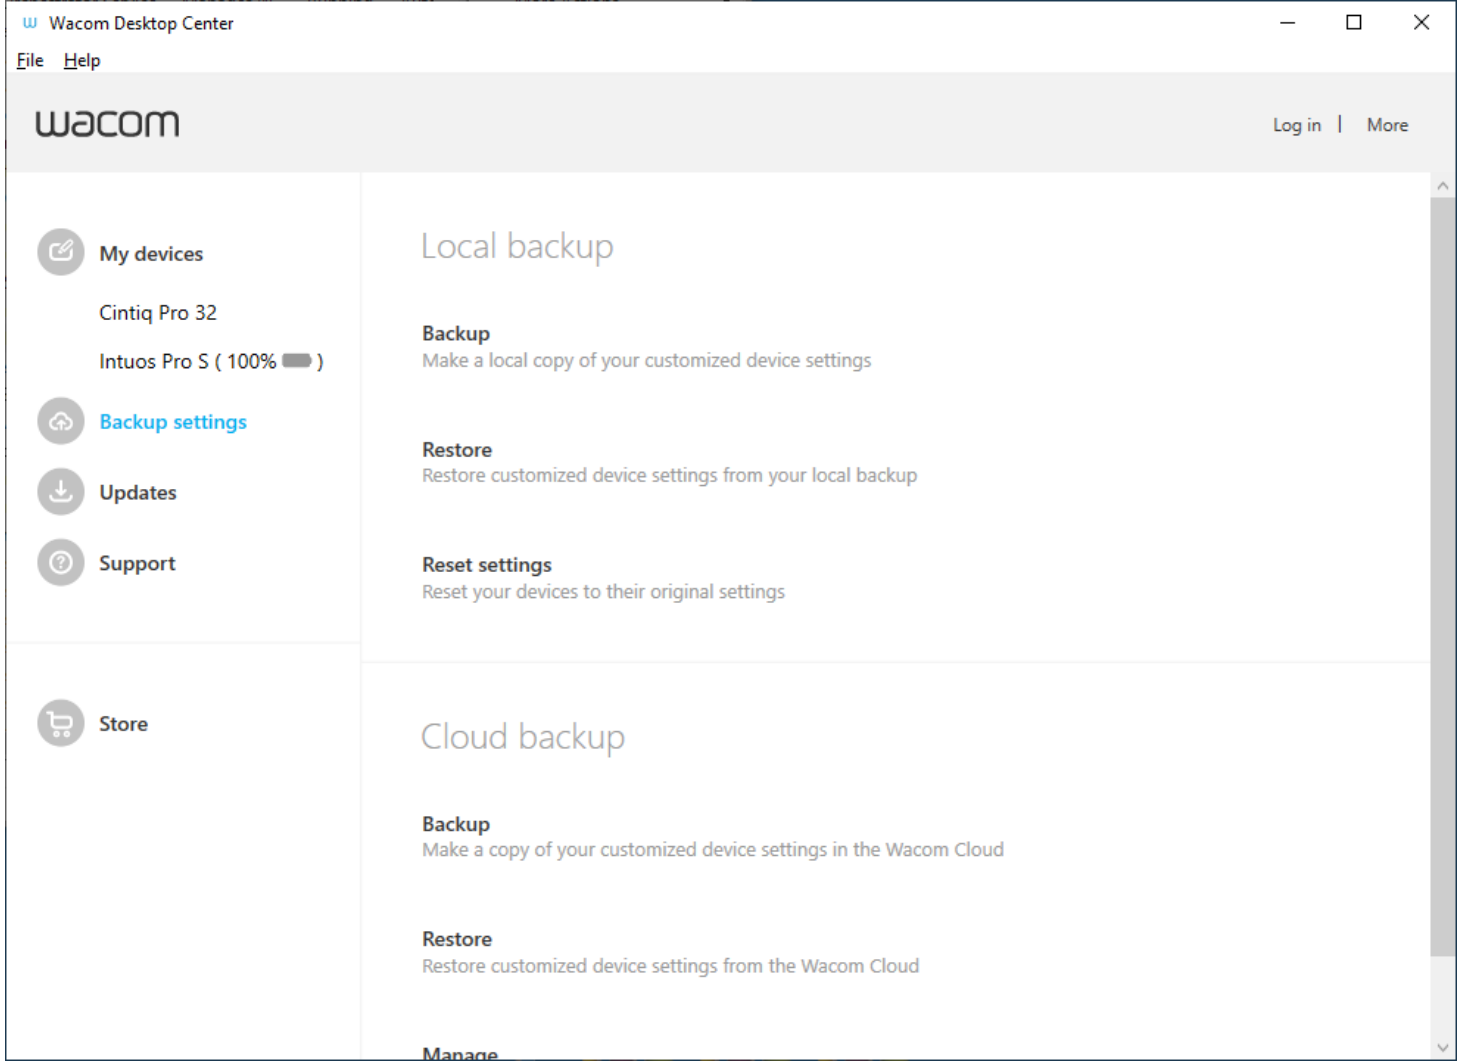 Wacom Desktop Center
File Help
wacom
Log in | More
My devices
Cintiq Pro 32
Intuos Pro S ( 100% )
Backup settings
Updates
Support
Store
Local backup
Backup
Make a local copy of your customized device settings
Restore
Restore customized device settings from your local backup
Reset settings
Reset your devices to their original settings
Cloud backup
Backup
Make a copy of your customized device settings in the Wacom Cloud
Restore
Restore customized device settings from the Wacom Cloud
Manage